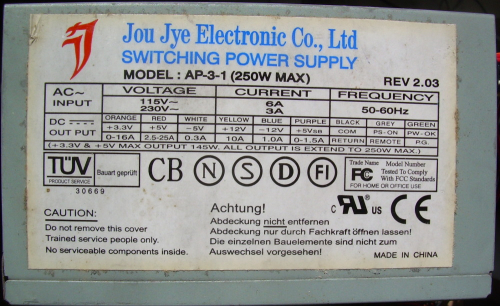 Jou Jye Electronic Co., Ltd
SWITCHING POWER SUPPLY
MODEL : AP-3-1 (250W MAX)
REV 2.03
AC~ INPUT VOLTAGE CURRENT FREQUENCY
115V~ 6A
230V~ 3A 50-60Hz
DC OUT PUT ORANGE RED WHITE YELLOW BLUE PURPLE BLACK GREY GREEN
+3.3V +5V -5V +12V -12V +5VSB COM PS-ON PW-OK
0-16A 2.5-25A 0.3A 10A 1.0A 0-1.5A RETURN REMOTE P.G.
(+3.3V & +5V MAX OUTPUT 145W. ALL OUTPUTS IS EXTEND TO 250W MAX.)
TÜV
PRODUCT SERVICE
Bauart geprüft
30669
CB N S D FI
Trade Name Model Number
FC Tested To Comply
With FCC Standards
FOR HOME OR OFFICE USE
CAUTION:
Do not remove this cover
Trained service people only.
No serviceable components inside.
Achtung!
Abdeckung nicht entfernen
Abdeckung nur durch Fachkraft öffnen lassen.
Die einzelnen Bauelemente sind nicht zum
Auswechsel vorgesehen!
C UR US CE
MADE IN CHINA